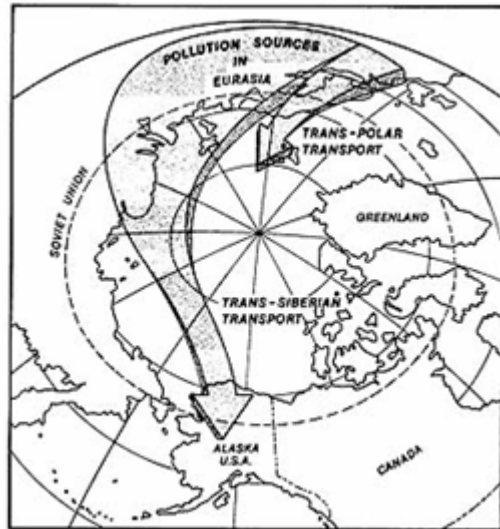 POLLUTION SOURCES
IN
EURASIA
TRANS-POLAR
TRANSPORT
SOVIET UNION
GREENLAND
TRANS-SIBERIAN
TRANSPORT
ALASKA
U.S.A.
CANADA